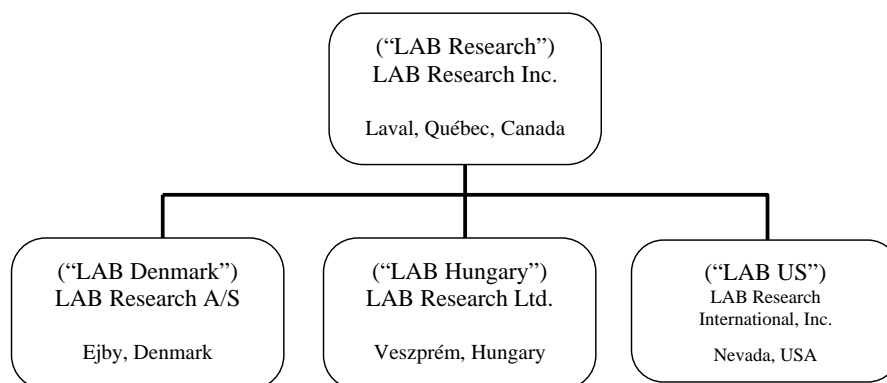 (“LAB Research”)
LAB Research Inc.
Laval, Québec, Canada
(“LAB Denmark”)
LAB Research A/S
Ejby, Denmark
(“LAB Hungary”)
LAB Research Ltd.
Veszprém, Hungary
(“LAB US”)
LAB Research
International, Inc.
Nevada, USA